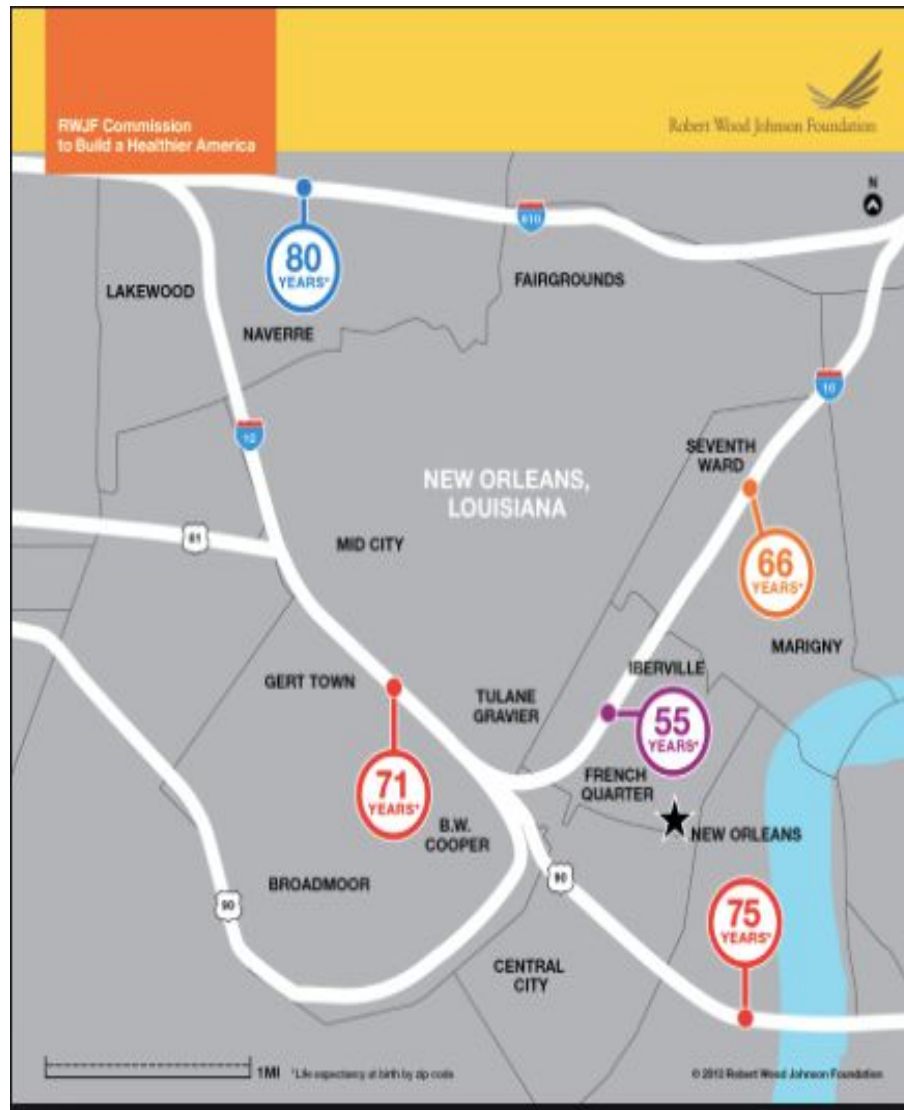 RWJF Commission
to Build a Healthier America
Robert Wood Johnson Foundation
N
610
80
YEARS*
LAKEWOOD
FAIRGROUNDS
NAVERRE
10
10
SEVENTH
WARD
NEW ORLEANS,
LOUISIANA
61
MID CITY
66
YEARS*
MARIGNY
IBERVILLE
GERT TOWN
TULANE
GRAVIER
55
YEARS*
71
YEARS*
FRENCH
QUARTER
B.W.
COOPER
NEW ORLEANS
BROADMOOR
90
90
75
YEARS*
CENTRAL
CITY
1MI
*Life expectancy at birth by zip code
© 2013 Robert Wood Johnson Foundation